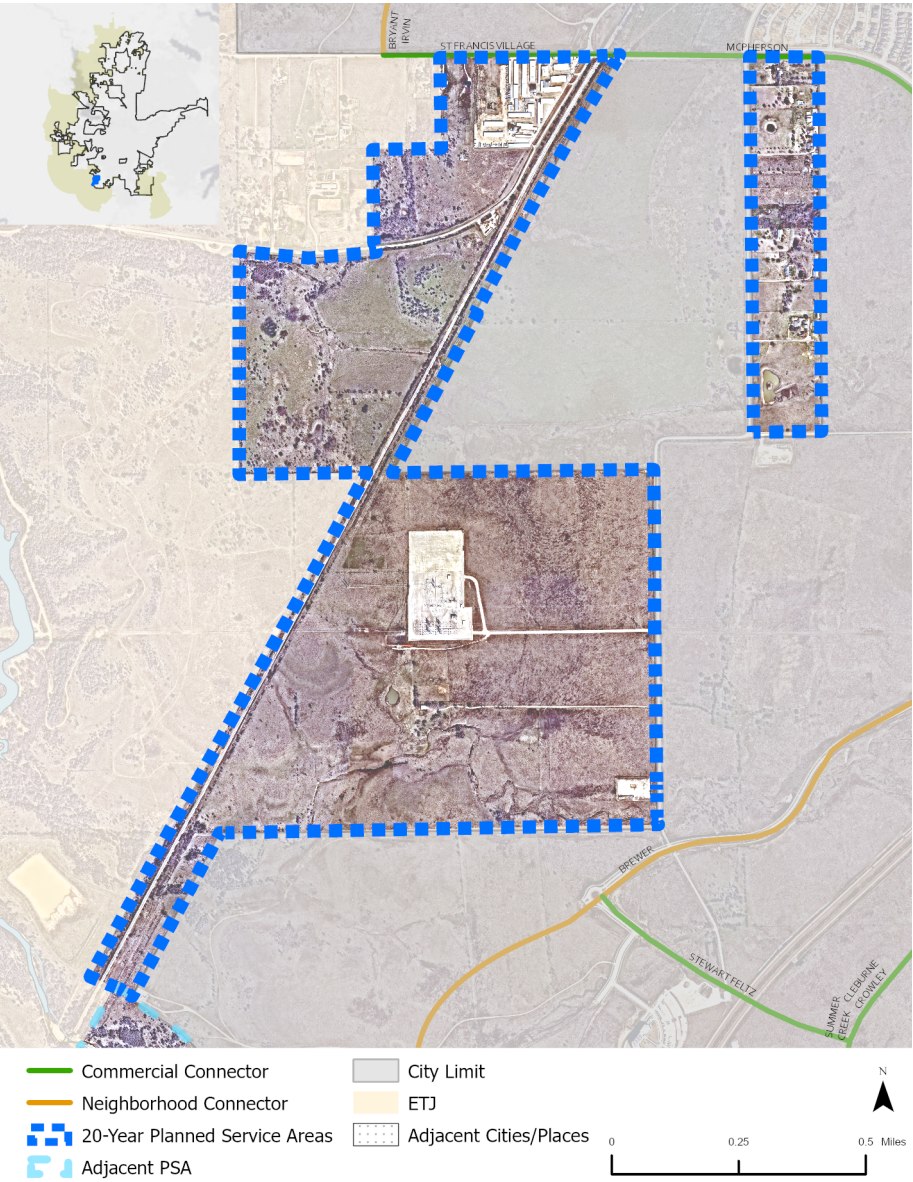 BRYANT
IRVIN
ST FRANCIS VILLAGE
MCPHERSON
BREWER
STEWART FELTZ
SUMMER
CREEK
CLEBURNE
CROWLEY
Commercial Connector
Neighborhood Connector
20-Year Planned Service Areas
Adjacent PSA
City Limit
ETJ
Adjacent Cities/Places
N
0
0.25
0.5 Miles